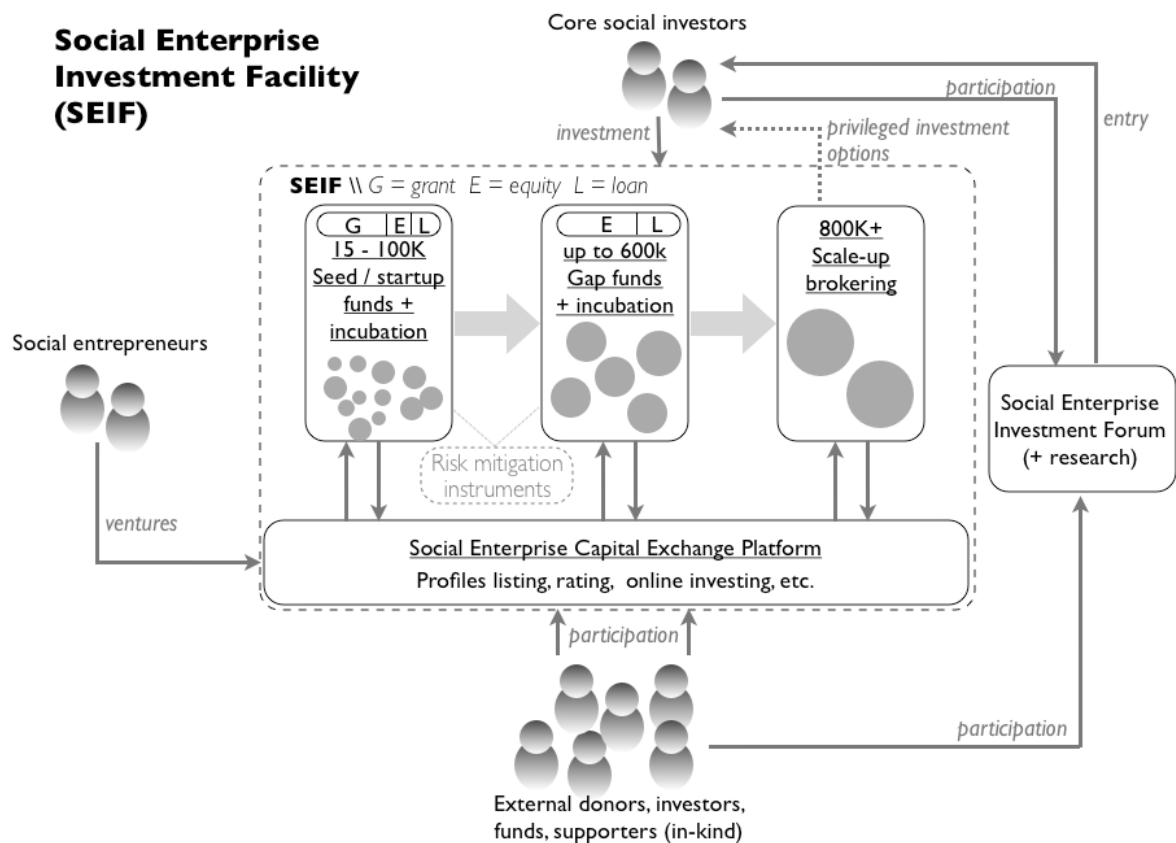 Social Enterprise
Investment Facility
(SEIF)
Core social investors
participation
entry
investment
privileged investment
options
SEIF \\ G = grant E = equity L = loan
G E L
15 - 100K
Seed / startup
funds +
incubation
E L
up to 600k
Gap funds
+ incubation
800K+
Scale-up
brokering
Social entrepreneurs
ventures
Risk mitigation
instruments
Social Enterprise
Investment Forum
(+ research)
Social Enterprise Capital Exchange Platform
Profiles listing, rating, online investing, etc.
participation
participation
External donors, investors,
funds, supporters (in-kind)